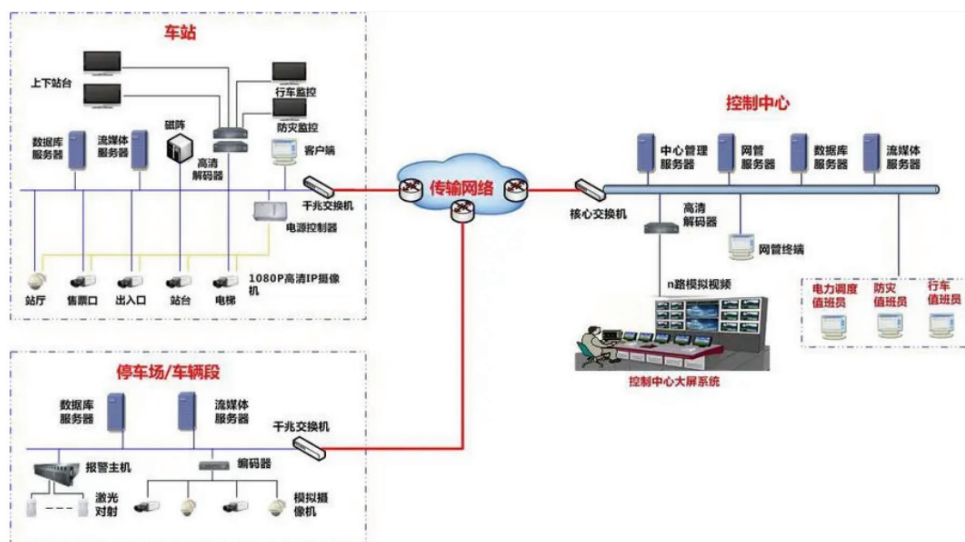 车站
上下站台
行车监控
防灾监控
数据库
服务器
流媒体
服务器
磁阵
高清
解码器
客户端
千兆交换机
电源控制器
1080P高清IP摄像
机
站厅
售票口
出入口
站台
电梯
传输网络
控制中心
中心管理
服务器
网管
服务器
数据库
服务器
流媒体
服务器
核心交换机
高清
解码器
网管终端
n路模拟视频
控制中心大屏系统
电力调度
值班员
防灾
值班员
行车
值班员
停车场/车辆段
数据库
服务器
流媒体
服务器
千兆交换机
报警主机
编码器
激光
对射
模拟摄
像机